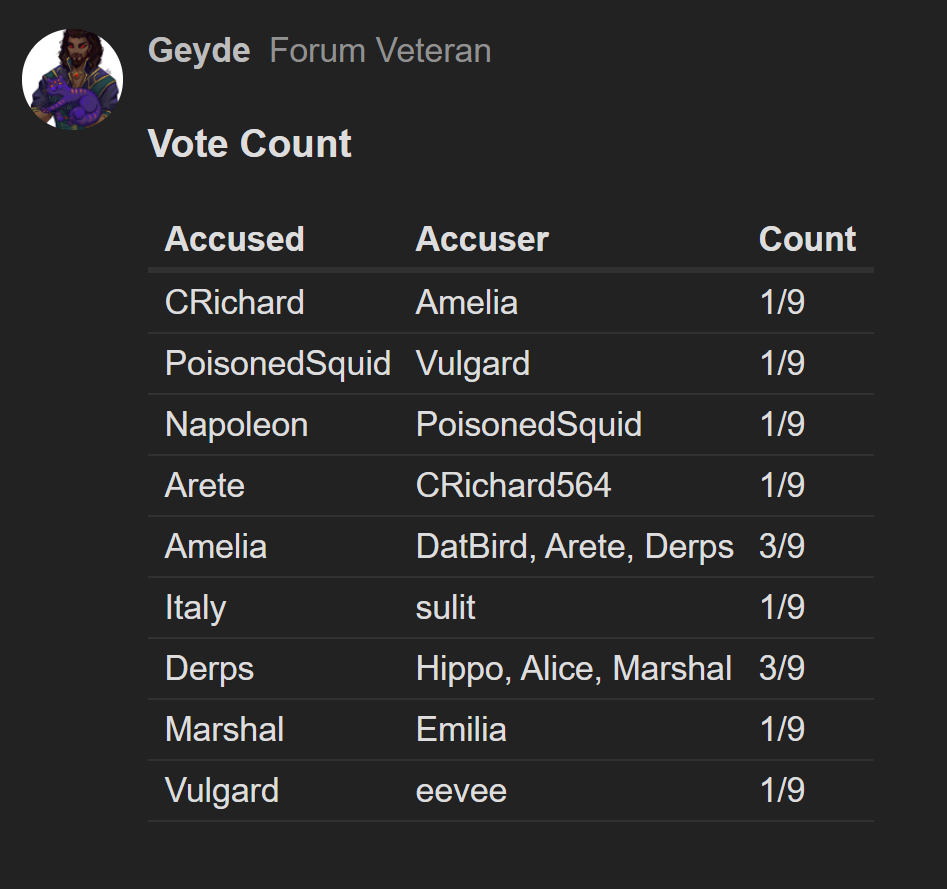 Geyde Forum Veteran
Vote Count
Accused Accuser Count
CRichard Amelia 1/9
PoisonedSquid Vulgard 1/9
Napoleon PoisonedSquid 1/9
Arete CRichard564 1/9
Amelia DatBird, Arete, Derps 3/9
Italy sulit 1/9
Derps Hippo, Alice, Marshal 3/9
Marshal Emilia 1/9
Vulgard eevee 1/9